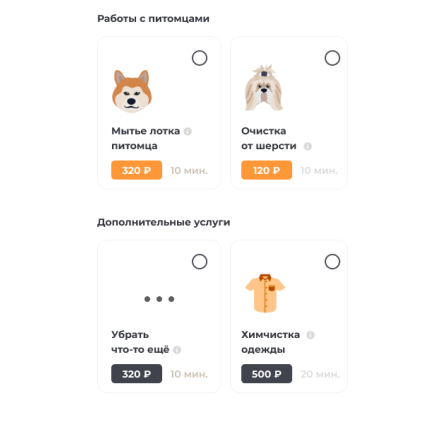 Работы с питомцами
Мытье лотка
питомца
320 ₽ 10 мин.
Очистка
от шерсти
120 ₽ 10 мин.
Дополнительные услуги
Убрать
что-то ещё
320 ₽ 10 мин.
Химчистка
одежды
500 ₽ 20 мин.